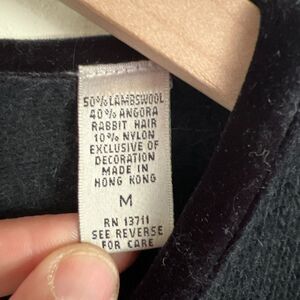 50% LAMBSWOOL
40% ANGORA
RABBIT HAIR
10% NYLON
EXCLUSIVE OF
DECORATION
MADE IN
HONG KONG
M
RN 13711
SEE REVERSE
FOR CARE